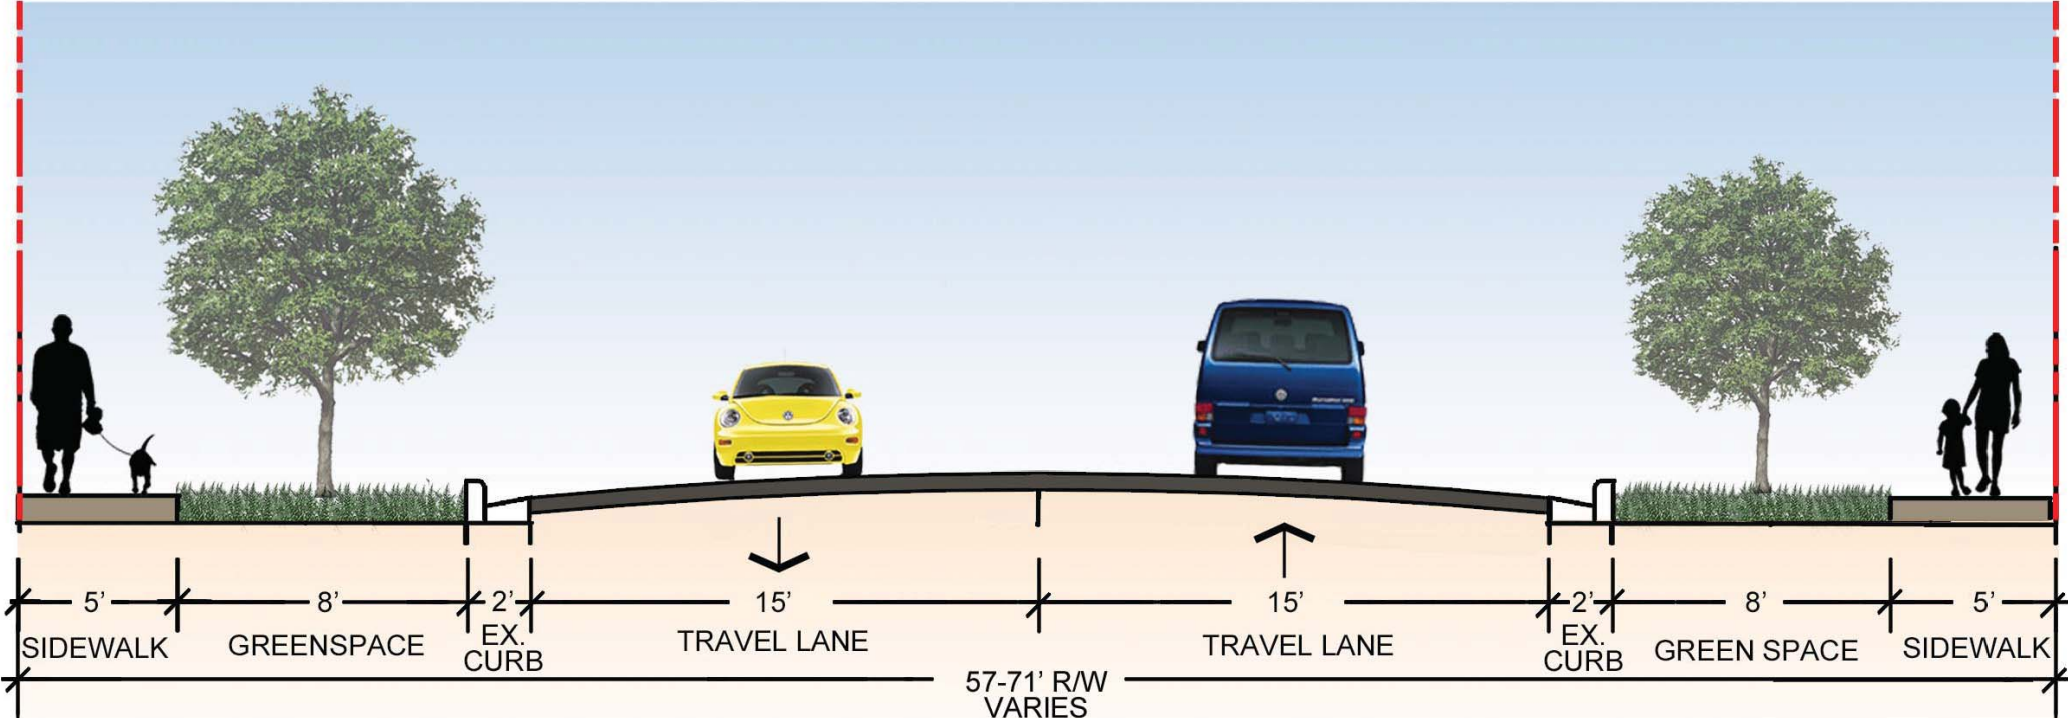 5’ 8’ 2’ 15’ 15’ 2’ 8’ 5’
SIDEWALK GREENSPACE EX. CURB TRAVEL LANE TRAVEL LANE EX. CURB GREEN SPACE SIDEWALK
57-71’ R/W
VARIES